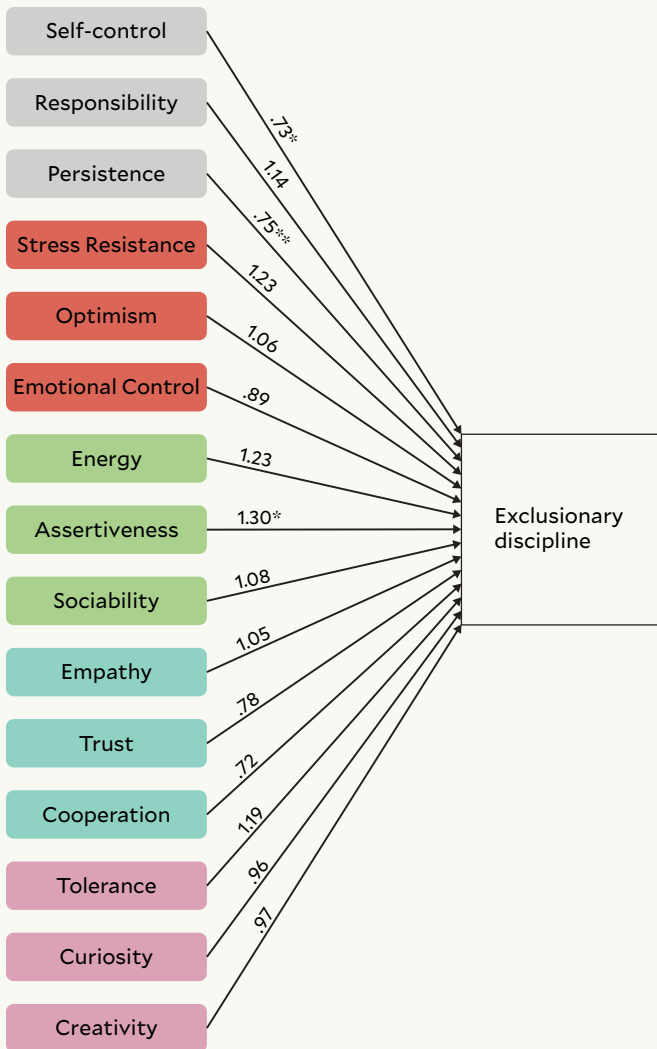 Self-control
.73*
Responsibility
1.14
Persistence
.75**
Stress Resistance
1.23
Optimism
1.06
Emotional Control
.89
Energy
1.23
Assertiveness
1.30*
Sociability
1.08
Empathy
1.05
Trust
.78
Cooperation
.72
Tolerance
1.19
Curiosity
.96
Creativity
.97
Exclusionary
discipline